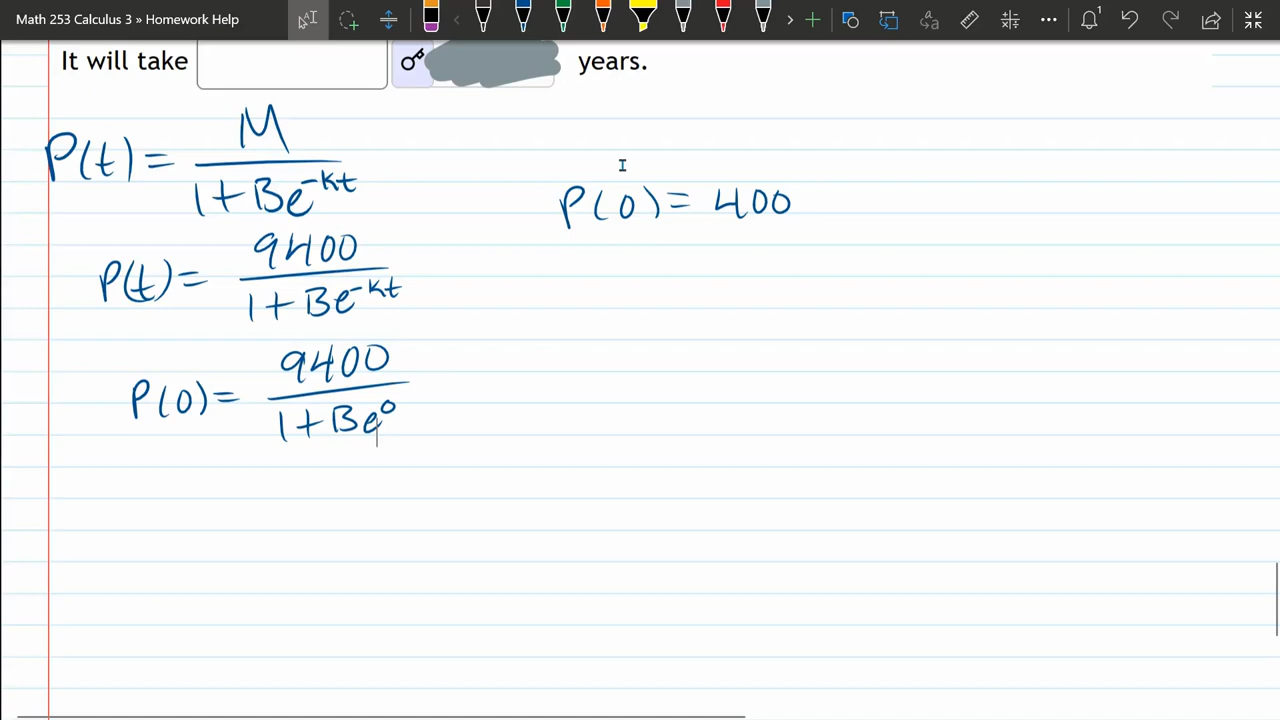 Math 253 Calculus 3 » Homework Help
It will take years.
P(t) = M / 1 + Be^-kt
P(0) = 400
P(t) = 9400 / 1 + Be^-kt
P(0) = 9400 / 1 + Be^0